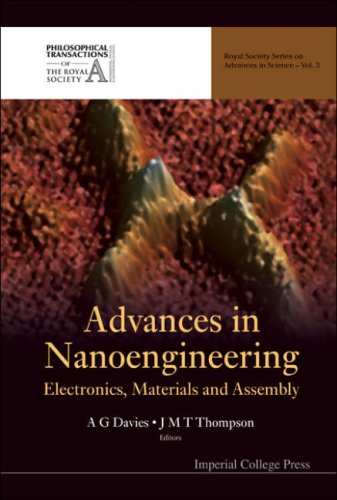 PHILOSOPHICAL
TRANSACTIONS
OF
THE ROYAL
SOCIETY
A
Royal Society Series on
Advances in Science – Vol. 3
Advances in
Nanoengineering
Electronics, Materials and Assembly
A G Davies • J M T Thompson
Editors
Imperial College Press